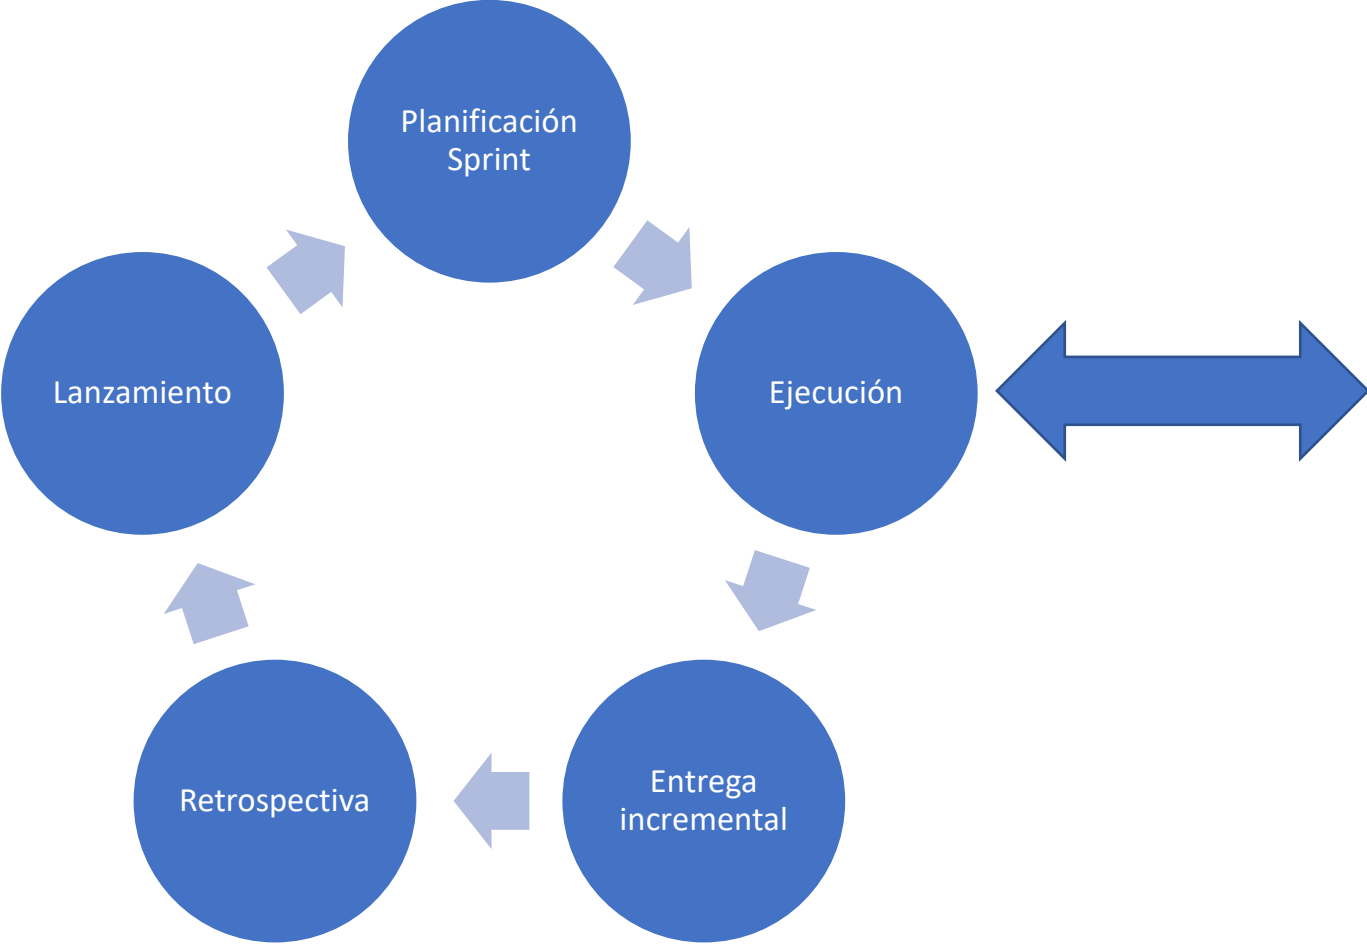 Planificación
Sprint
Lanzamiento
Ejecución
Retrospectiva
Entrega
incremental